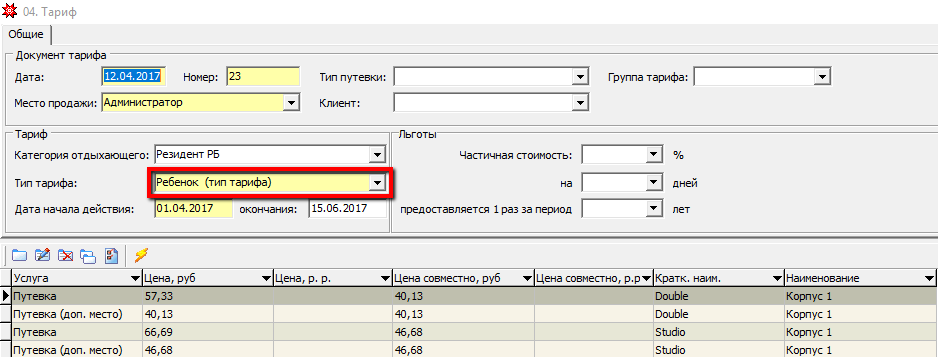 04. Тариф
Общие
Документ тарифа
Дата: 12.04.2017 Номер: 23 Тип путевки: Группа тарифа:
Место продажи: Администратор Клиент:
Тариф Льготы
Категория отдыхающего: Резидент РБ Частичная стоимость: %
Тип тарифа: Ребенок (тип тарифа) на дней
Дата начала действия: 01.04.2017 окончания: 15.06.2017 предоставляется 1 раз за период лет
Услуга Цена, руб Цена, р. р. Цена совместно, руб Цена совместно, р.р Кратк. наим. Наименование
Путевка 57,33 40,13 Double Корпус 1
Путевка (доп. место) 40,13 40,13 Double Корпус 1
Путевка 66,69 46,68 Studio Корпус 1
Путевка (доп. место) 46,68 46,68 Studio Корпус 1